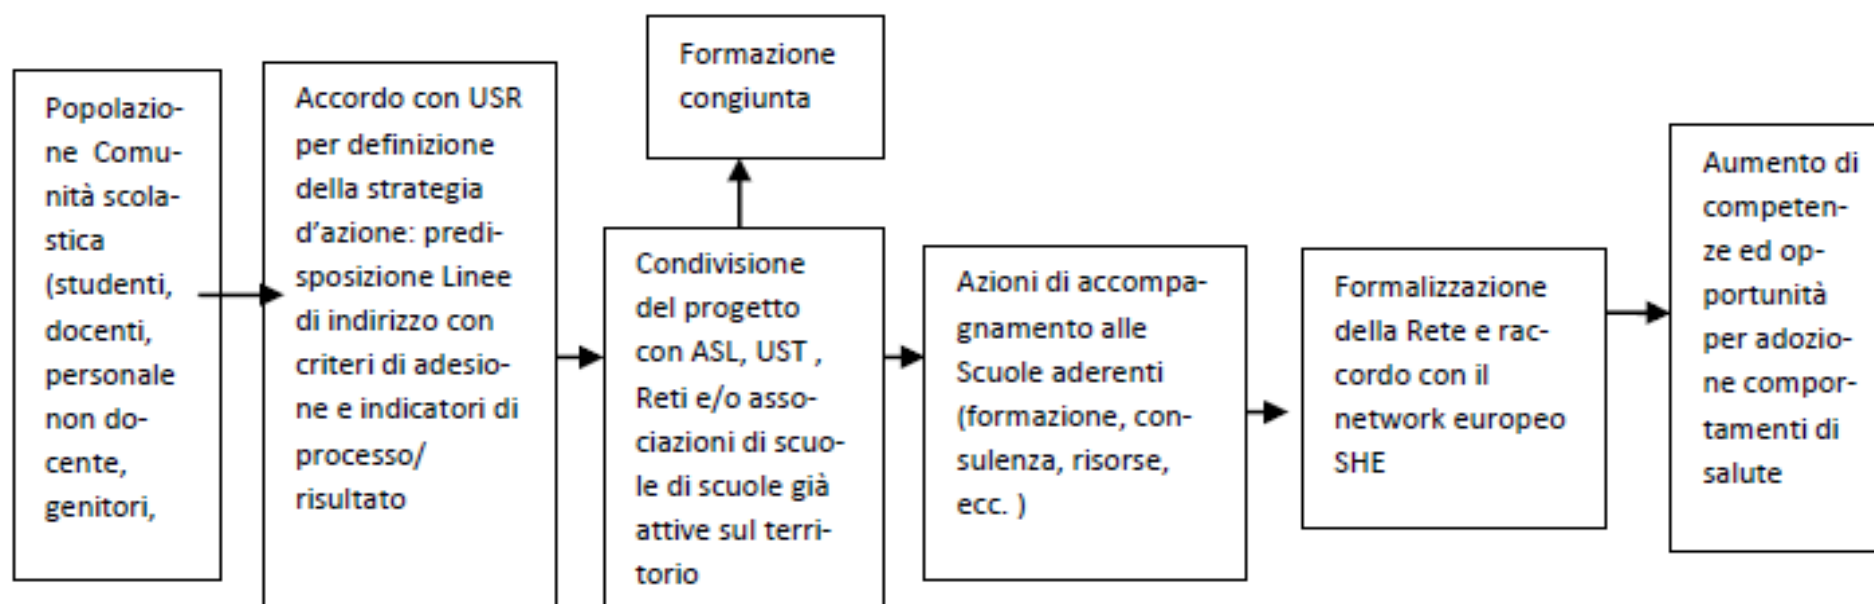 Popolazio-
ne  Comu-
nità scola-
stica
(studenti,
docenti,
personale
non do-
cente,
genitori,
Accordo con USR
per definizione
della strategia
d’azione: predi-
sposizione Linee
di indirizzo con
criteri di adesio-
ne e indicatori di
processo/
risultato
Formazione
congiunta
Condivisione
del progetto
con ASL, UST ,
Reti e/o asso-
ciazioni di scuo-
le di scuole già
attive sul terri-
torio
Azioni di accompa-
gnamento alle
Scuole aderenti
(formazione, con-
sulenza, risorse,
ecc. )
Formalizzazione
della Rete e rac-
cordo con il
network europeo
SHE
Aumento di
competen-
ze ed op-
portunità
per adozio-
ne compor-
tamenti di
salute